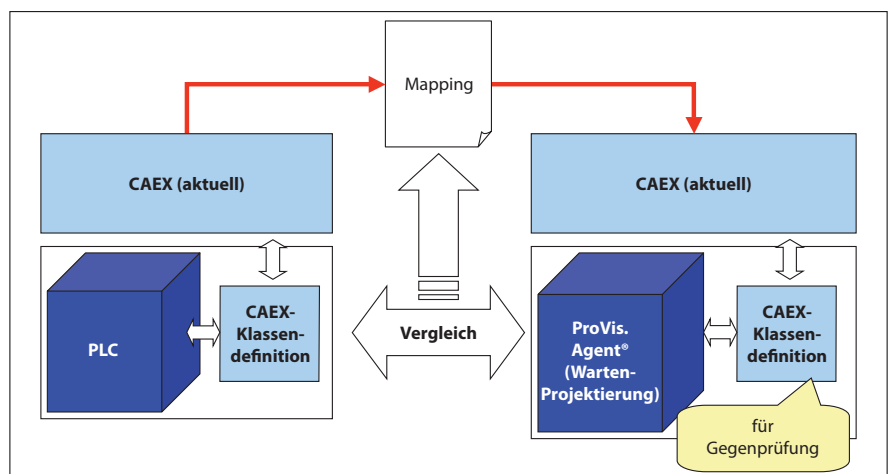 Mapping
CAEX (aktuell)
CAEX (aktuell)
PLC
CAEX-
Klassen-
definition
Vergleich
ProVis.
Agent®
(Warten-
Projektierung)
CAEX-
Klassen-
definition
für
Gegenprüfung